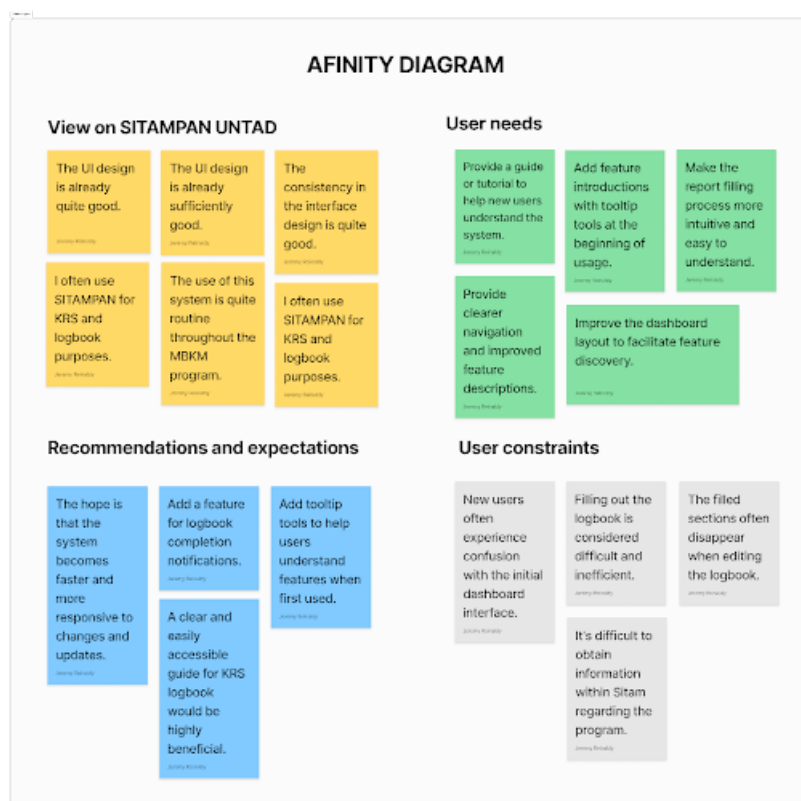 AFINITY DIAGRAM
View on SITAMPAN UNTAD
The UI design
is already
quite good.
The UI design
is already
sufficiently
good.
The
consistency in
the interface
design is quite
good.
I often use
SITAMPAN for
KRS and
logbook
purposes.
The use of this
system is quite
routine
throughout the
MBKM
program.
I often use
SITAMPAN for
KRS and
logbook
purposes.
User needs
Provide a guide
or tutorial to
help new users
understand the
system.
Add feature
introductions
with tooltip
tools at the
beginning of
usage.
Make the
report filling
process more
intuitive and
easy to
understand.
Provide
clearer
navigation
and improved
feature
descriptions.
Improve the dashboard
layout to facilitate feature
discovery.
Recommendations and expectations
The hope is
that the
system
becomes
faster and
more
responsive to
changes and
updates.
Add a feature
for logbook
completion
notifications.
Add tooltip
tools to help
users
understand
features when
first used.
A clear and
easily
accessible
guide for KRS
logbook
would be
highly
beneficial.
User constraints
New users
often
experience
confusion
with the initial
dashboard
interface.
Filling out the
logbook is
considered
difficult and
inefficient.
The filled
sections often
disappear
when editing
the logbook.
It's difficult to
obtain
information
within Sitam
regarding the
program.